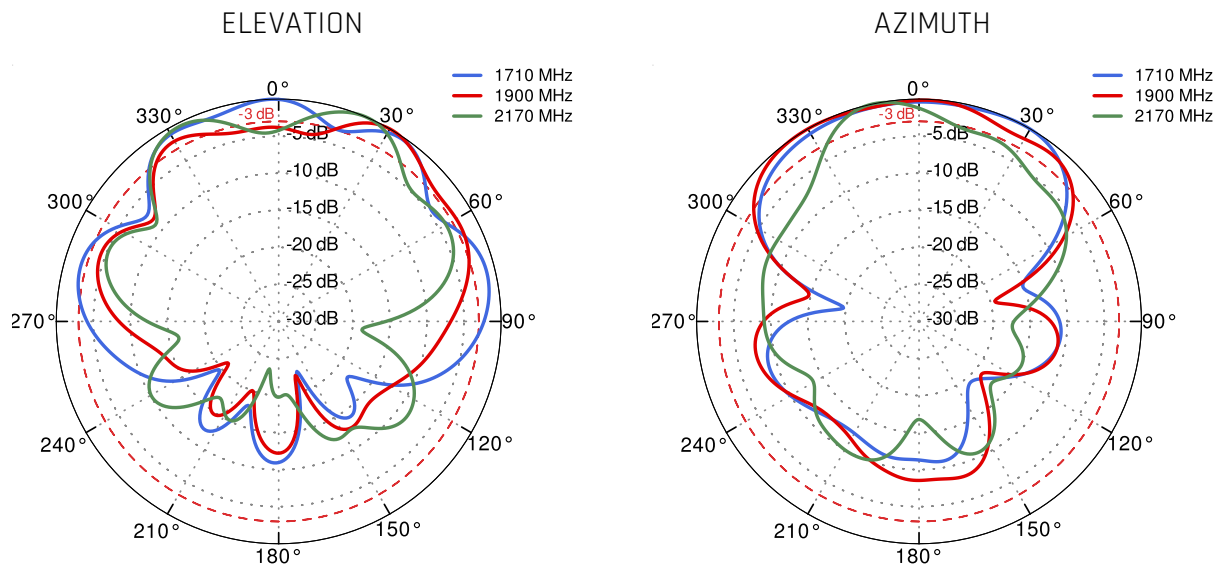 ELEVATION
1710 MHz
1900 MHz
2170 MHz
0°
330°
-3 dB
30°
-5 dB
-10 dB
300°
60°
-15 dB
-20 dB
-25 dB
270°
-30 dB
90°
240°
120°
210°
150°
180°
AZIMUTH
1710 MHz
1900 MHz
2170 MHz
0°
330°
-3 dB
30°
-5 dB
-10 dB
300°
60°
-15 dB
-20 dB
-25 dB
270°
-30 dB
90°
240°
120°
210°
150°
180°